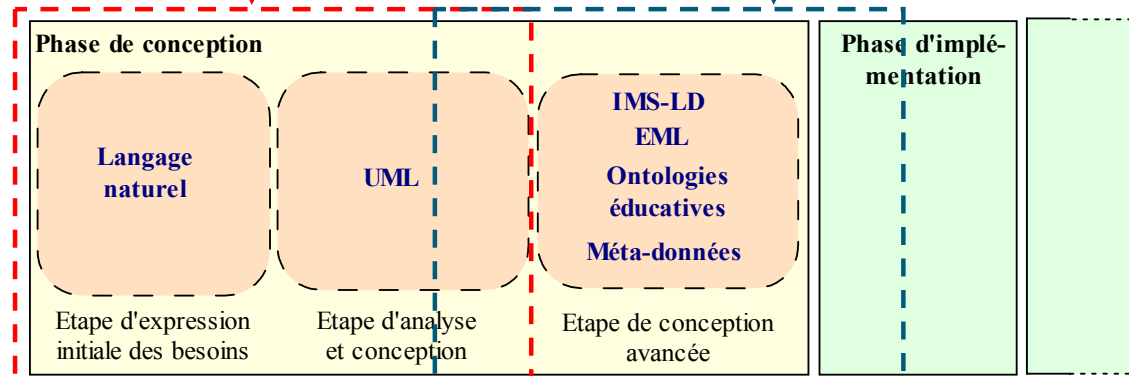 Phase de conception
Langage
naturel
Etape d'expression
initiale des besoins
UML
Etape d'analyse
et conception
IMS-LD
EML
Ontologies
éducatives
Méta-données
Etape de conception
avancée
Phase d'implé-
mentation